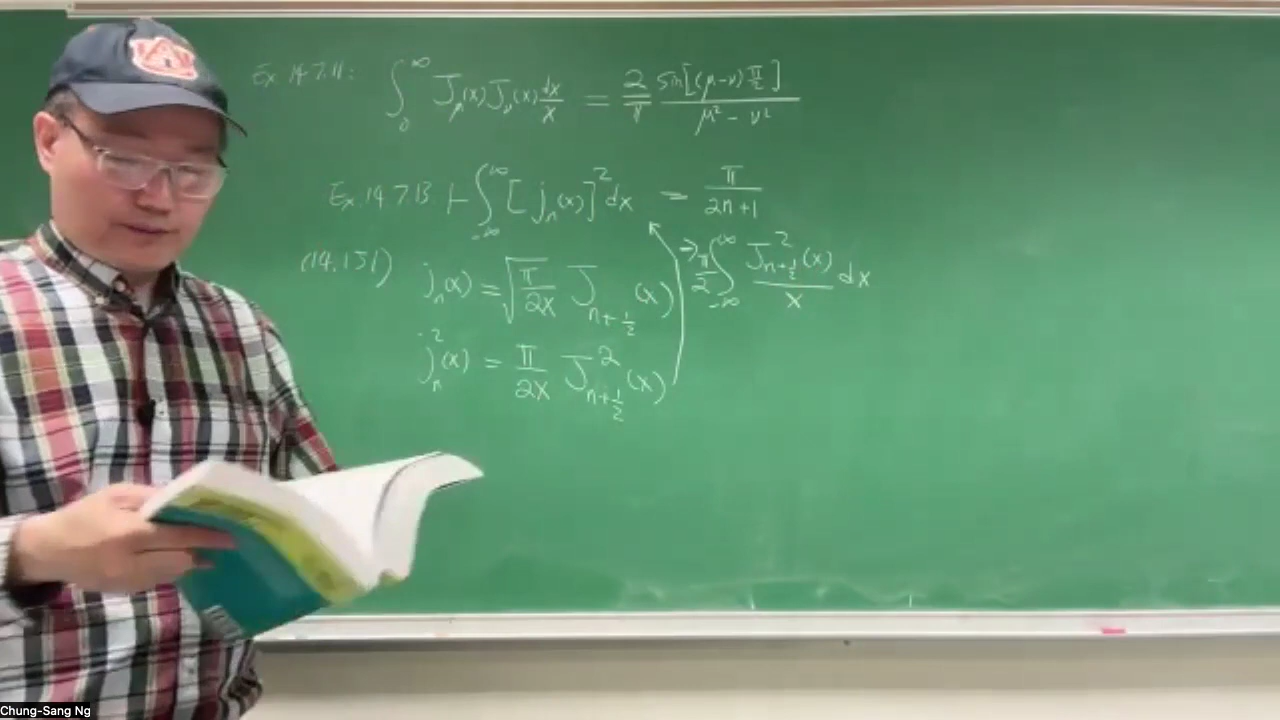 Ex 14.7.11: ∫₀^∞ J_μ(x) J_ν(x) dx/x = 2/π sin[(μ-ν)π/2]/(μ² - ν²)
Ex. 14.7.13 ∫_{-∞}^∞ [j_n(x)]² dx = π/(2n+1)
⇒ π/2 ∫_{-∞}^∞ J²_{n+1/2}(x)/x dx
(14.151) j_n(x) = √(π/2x) J_{n+1/2}(x)
j_n²(x) = π/2x J²_{n+1/2}(x)
Chung-Sang Ng